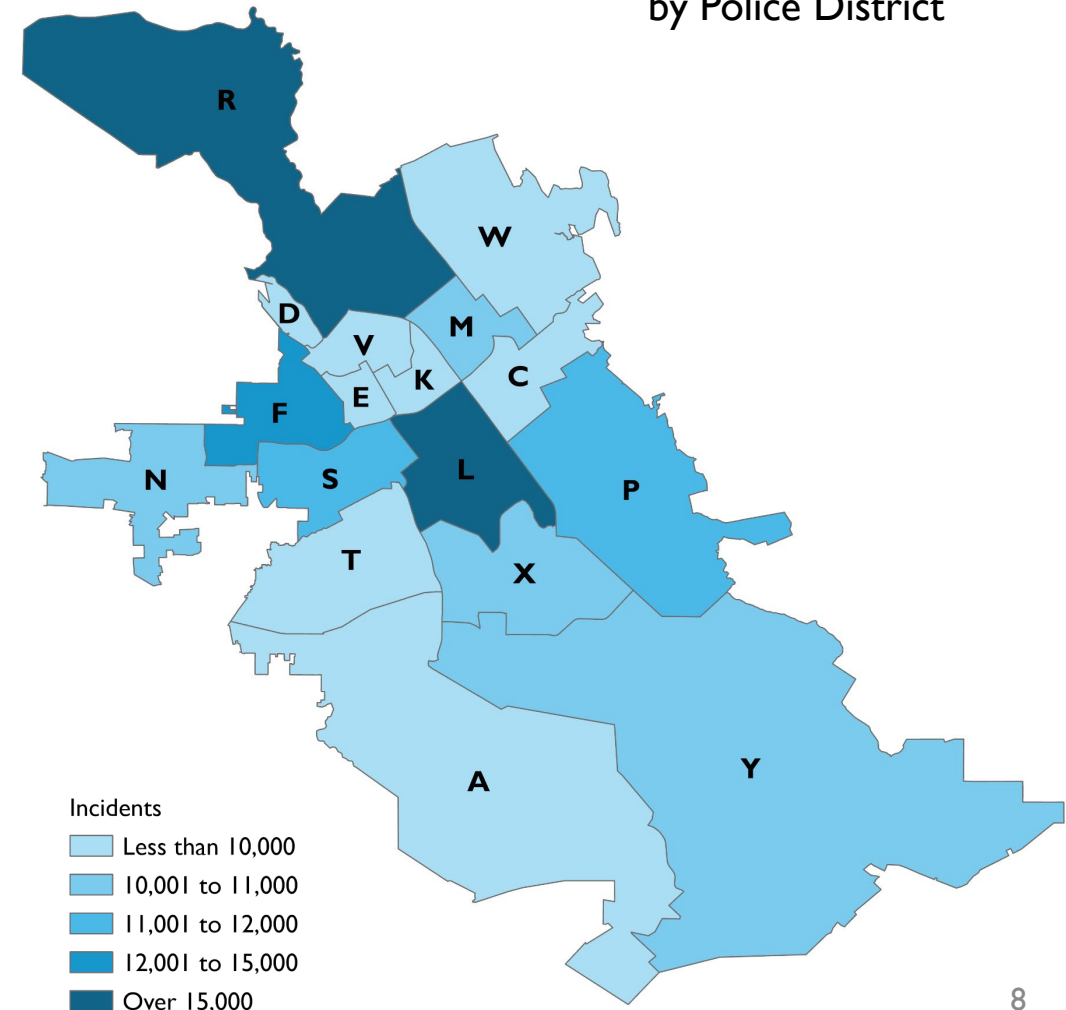 by Police District
R
W
D
M
V
K
C
E
F
L
N
S
P
T
X
Y
A
Incidents
Less than 10,000
10,001 to 11,000
11,001 to 12,000
12,001 to 15,000
Over 15,000
8